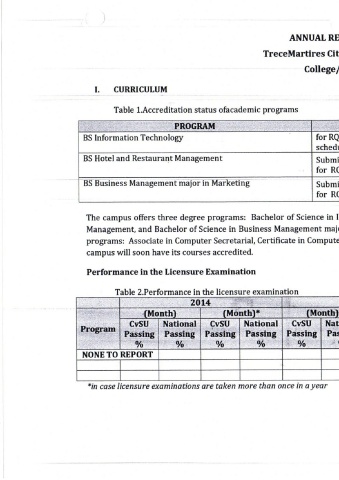 ANNUAL RE
TreceMartires Cit
College/
I. CURRICULUM
Table 1.Accreditation status ofacademic programs
PROGRAM
BS Information Technology for RQ
schedu
BS Hotel and Restaurant Management Submi
for RQ
BS Business Management major in Marketing Submi
for RQ
The campus offers three degree programs: Bachelor of Science in I
Management, and Bachelor of Science in Business Management majo
programs: Associate in Computer Secretarial, Certificate in Compute
campus will soon have its courses accredited.
Performance in the Licensure Examination
Table 2.Performance in the licensure examination
2014
Program (Month) (Month)* (Month)
CvSU Passing % National Passing % CvSU Passing % National Passing % CvSU Passing % Nat Pas
NONE TO REPORT
*in case licensure examinations are taken more than once in a year